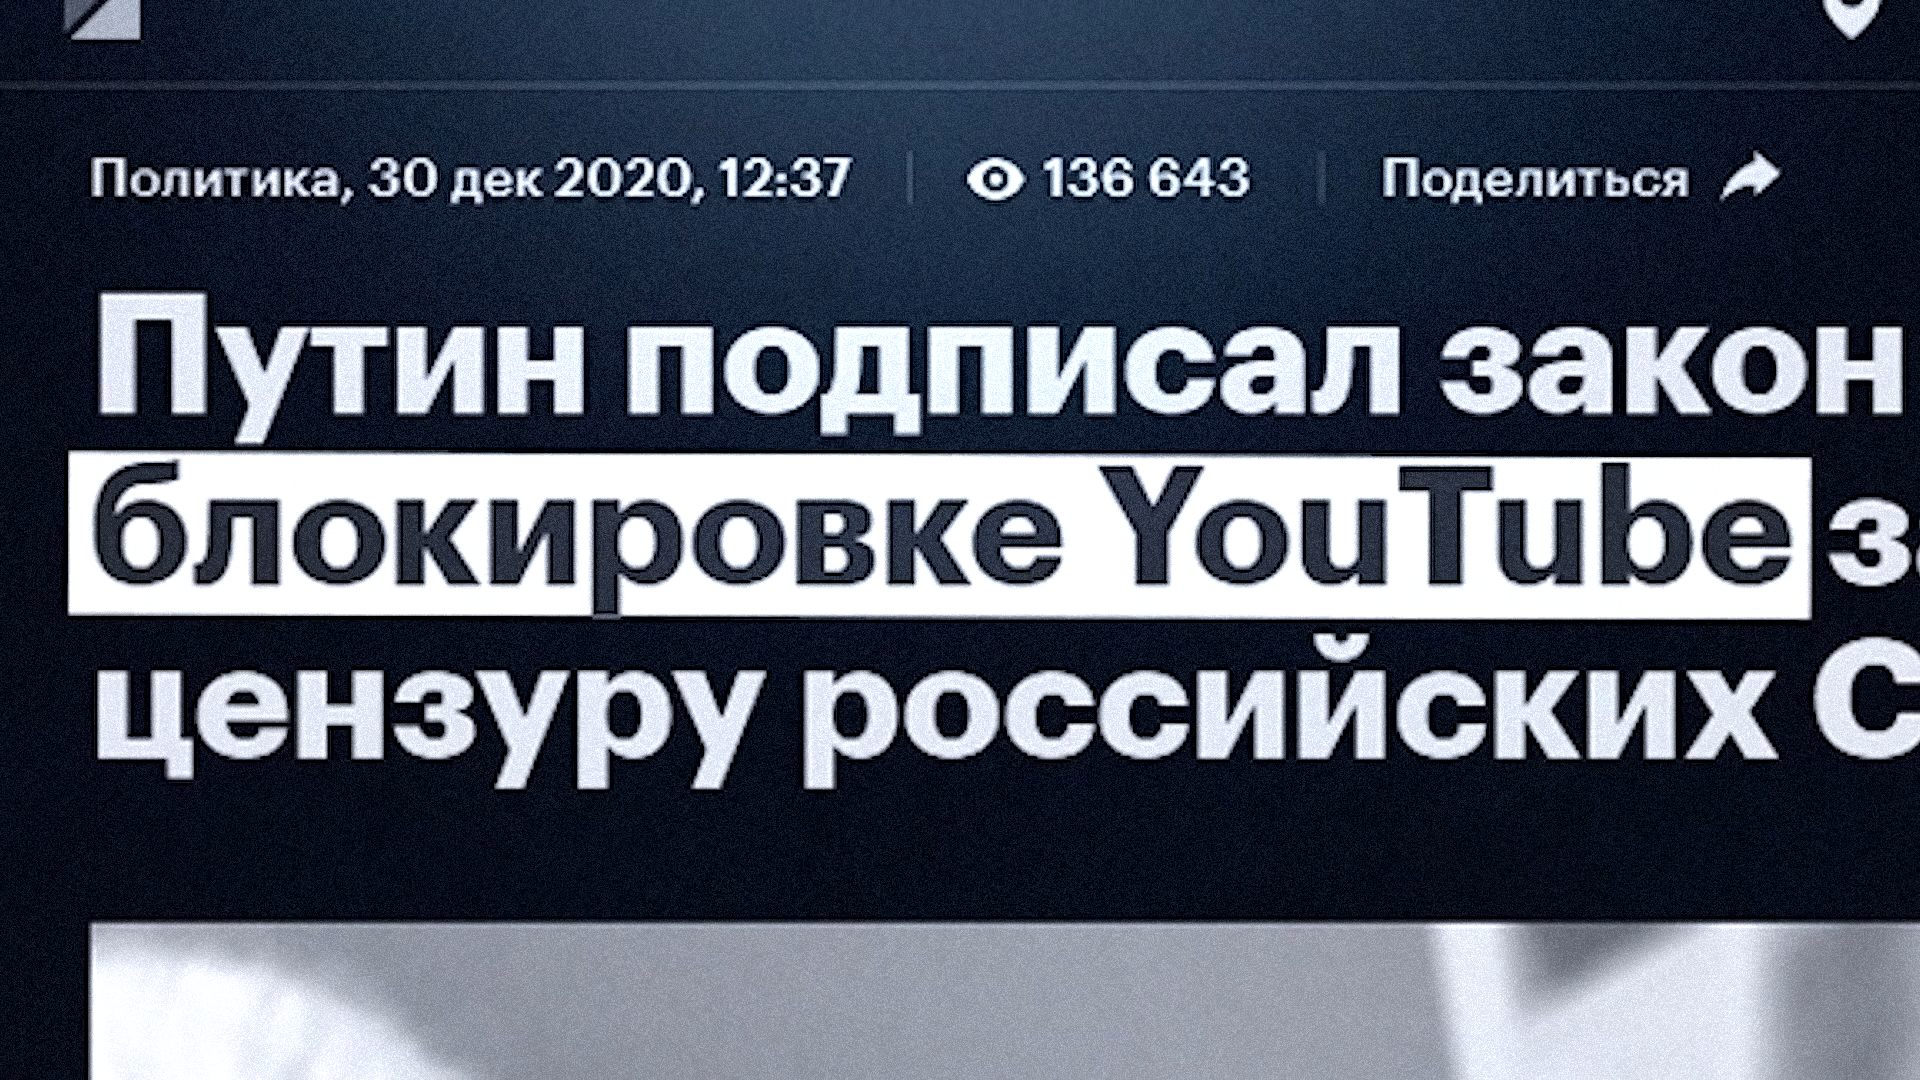 Политика, 30 дек 2020, 12:37 136 643 Поделиться
Путин подписал закон
блокировке YouTube
цензуру российских